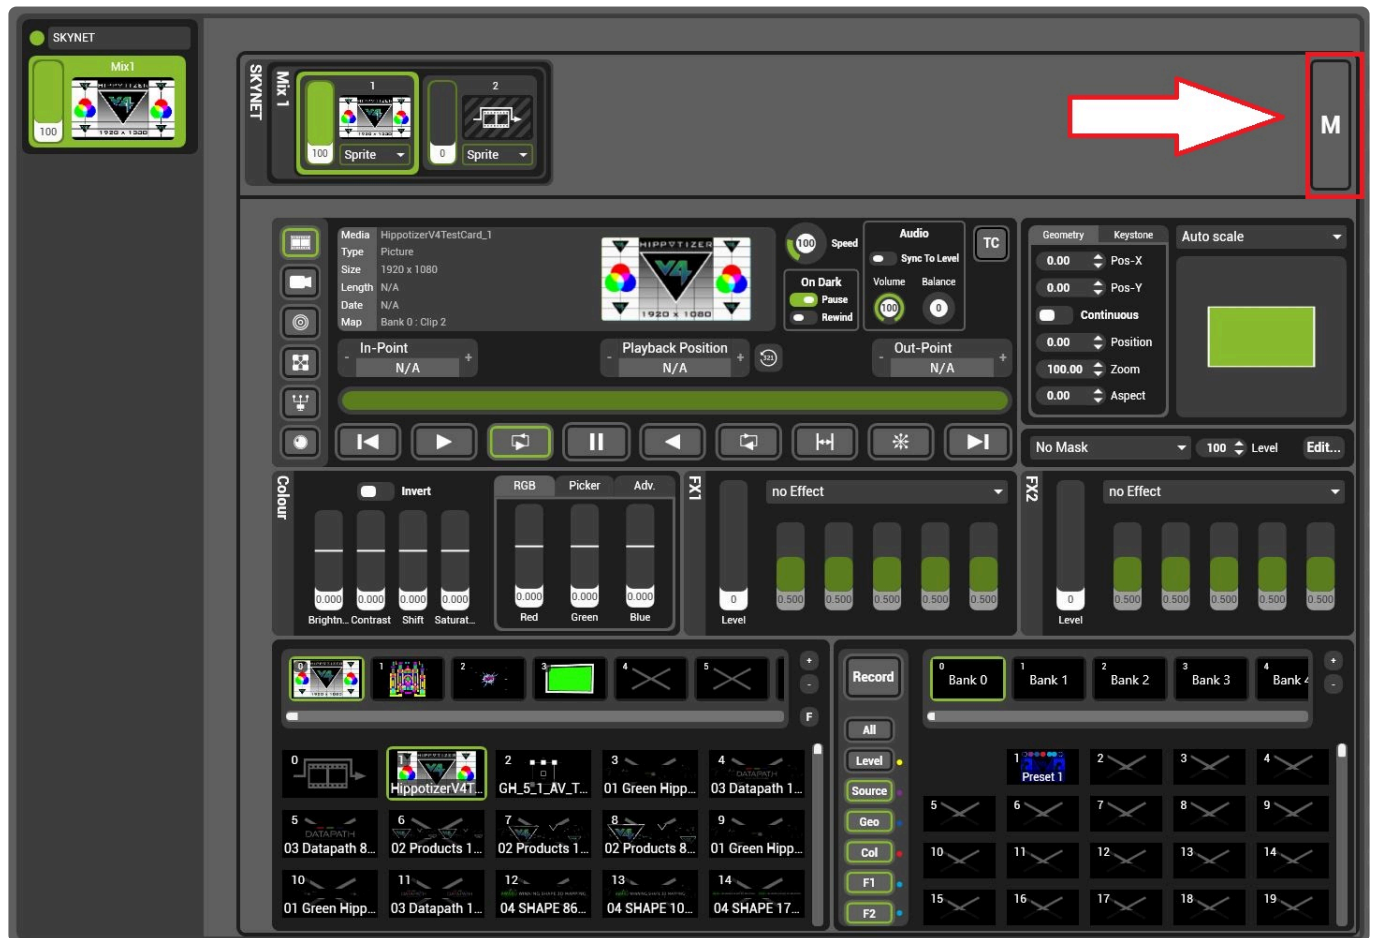 SKYNET
Mix1
100
SKYNET
Mix 1
1
100
Sprite
2
0
Sprite
M
Media HippotizerV4TestCard_1
Type Picture
Size 1920 x 1080
Length N/A
Date N/A
Map Bank 0 : Clip 2
HIPPOTIZER
V4
1920 x 1080
100 Speed
On Dark
Pause
Rewind
Audio
Sync To Level
Volume Balance
100 0
TC
In-Point
- N/A +
Playback Position
- N/A +
321
Out-Point
- N/A +
Geometry Keystone
0.00 Pos-X
0.00 Pos-Y
Continuous
0.00 Position
100.00 Zoom
0.00 Aspect
Auto scale
No Mask 100 Level Edit...
Colour
Invert
0.000 0.000 0.000 0.000
Brightn... Contrast Shift Saturat...
RGB Picker Adv.
0.000 0.000 0.000
Red Green Blue
FX1
no Effect
0 0.500 0.500 0.500 0.500 0.500
Level
FX2
no Effect
0 0.500 0.500 0.500 0.500 0.500
Level
0 1 2 3 4 5
+
-
F
0 1 2 3 4
HippotizerV4T... GH_5_1_AV_T... 01 Green Hipp... 03 Datapath 1...
5 6 7 8 9
03 Datapath 8... 02 Products 1... 02 Products 1... 02 Products 8... 01 Green Hipp...
10 11 12 13 14
01 Green Hipp... 03 Datapath 1... 04 SHAPE 86... 04 SHAPE 10... 04 SHAPE 17...
Record
All
Level
Source
Geo
Col
F1
F2
0 1 2 3 4
Bank 0 Bank 1 Bank 2 Bank 3 Bank 4
+
-
1 2 3 4
Preset 1
5 6 7 8 9
10 11 12 13 14
15 16 17 18 19